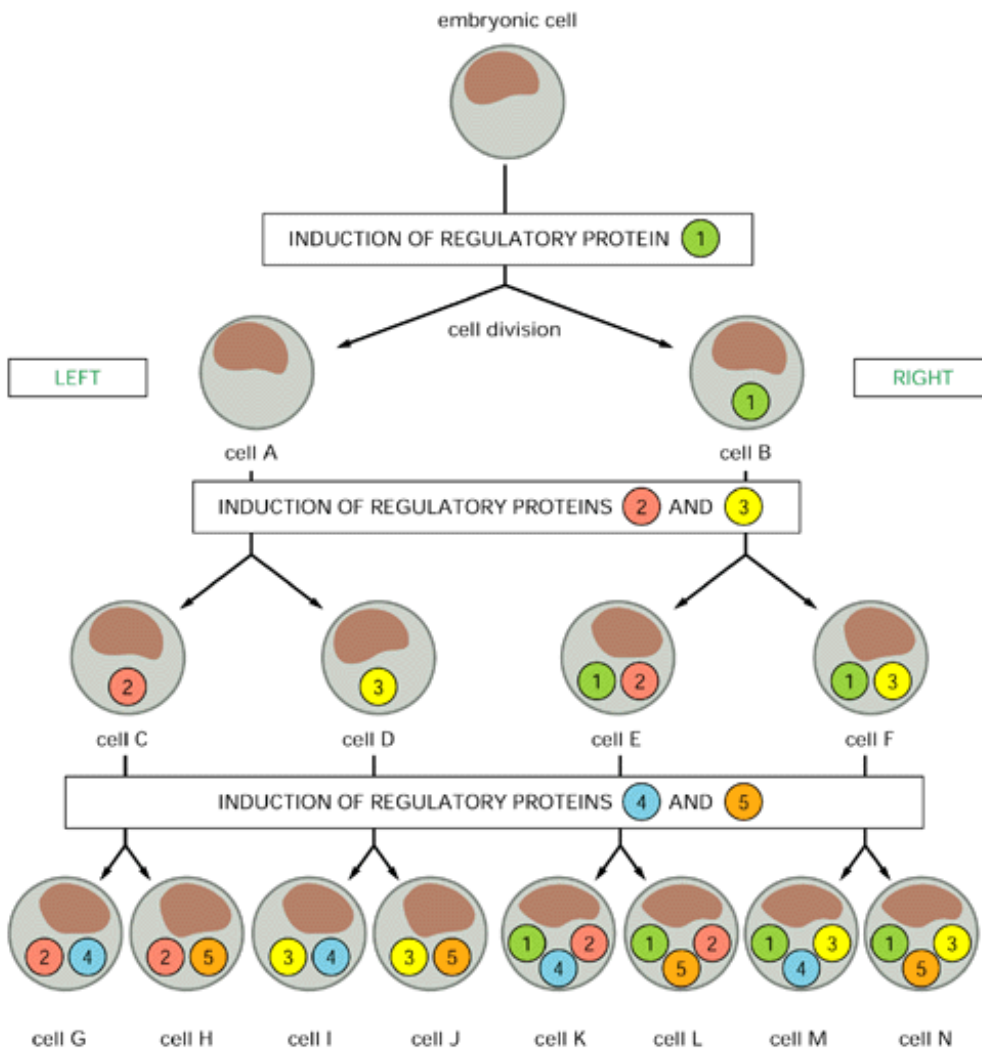 embryonic cell
INDUCTION OF REGULATORY PROTEIN 1
cell division
LEFT
RIGHT
1
cell A
cell B
INDUCTION OF REGULATORY PROTEINS 2 AND 3
2
3
1 2
1 3
cell C
cell D
cell E
cell F
INDUCTION OF REGULATORY PROTEINS 4 AND 5
2 4
2 5
3 4
3 5
1 2
4
1 2
5
1 3
4
1 3
5
cell G
cell H
cell I
cell J
cell K
cell L
cell M
cell N